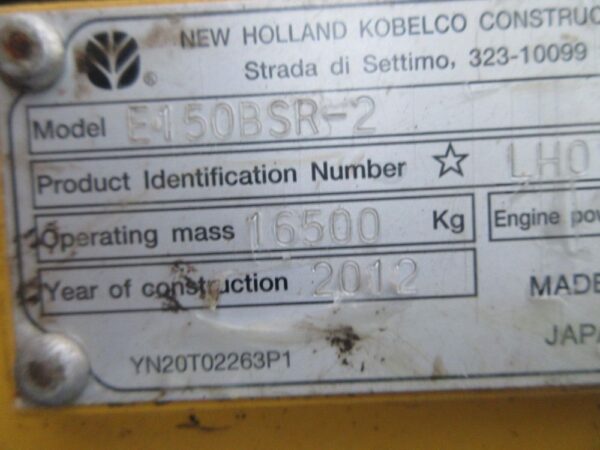 NEW HOLLAND KOBELCO CONSTRUC
Strada di Settimo, 323-10099
®
Model E150BSR-2
Product Identification Number ☆ LH0
Operating mass 16500 Kg Engine pow
Year of construction 2012 MADE
JAPA
YN20T02263P1